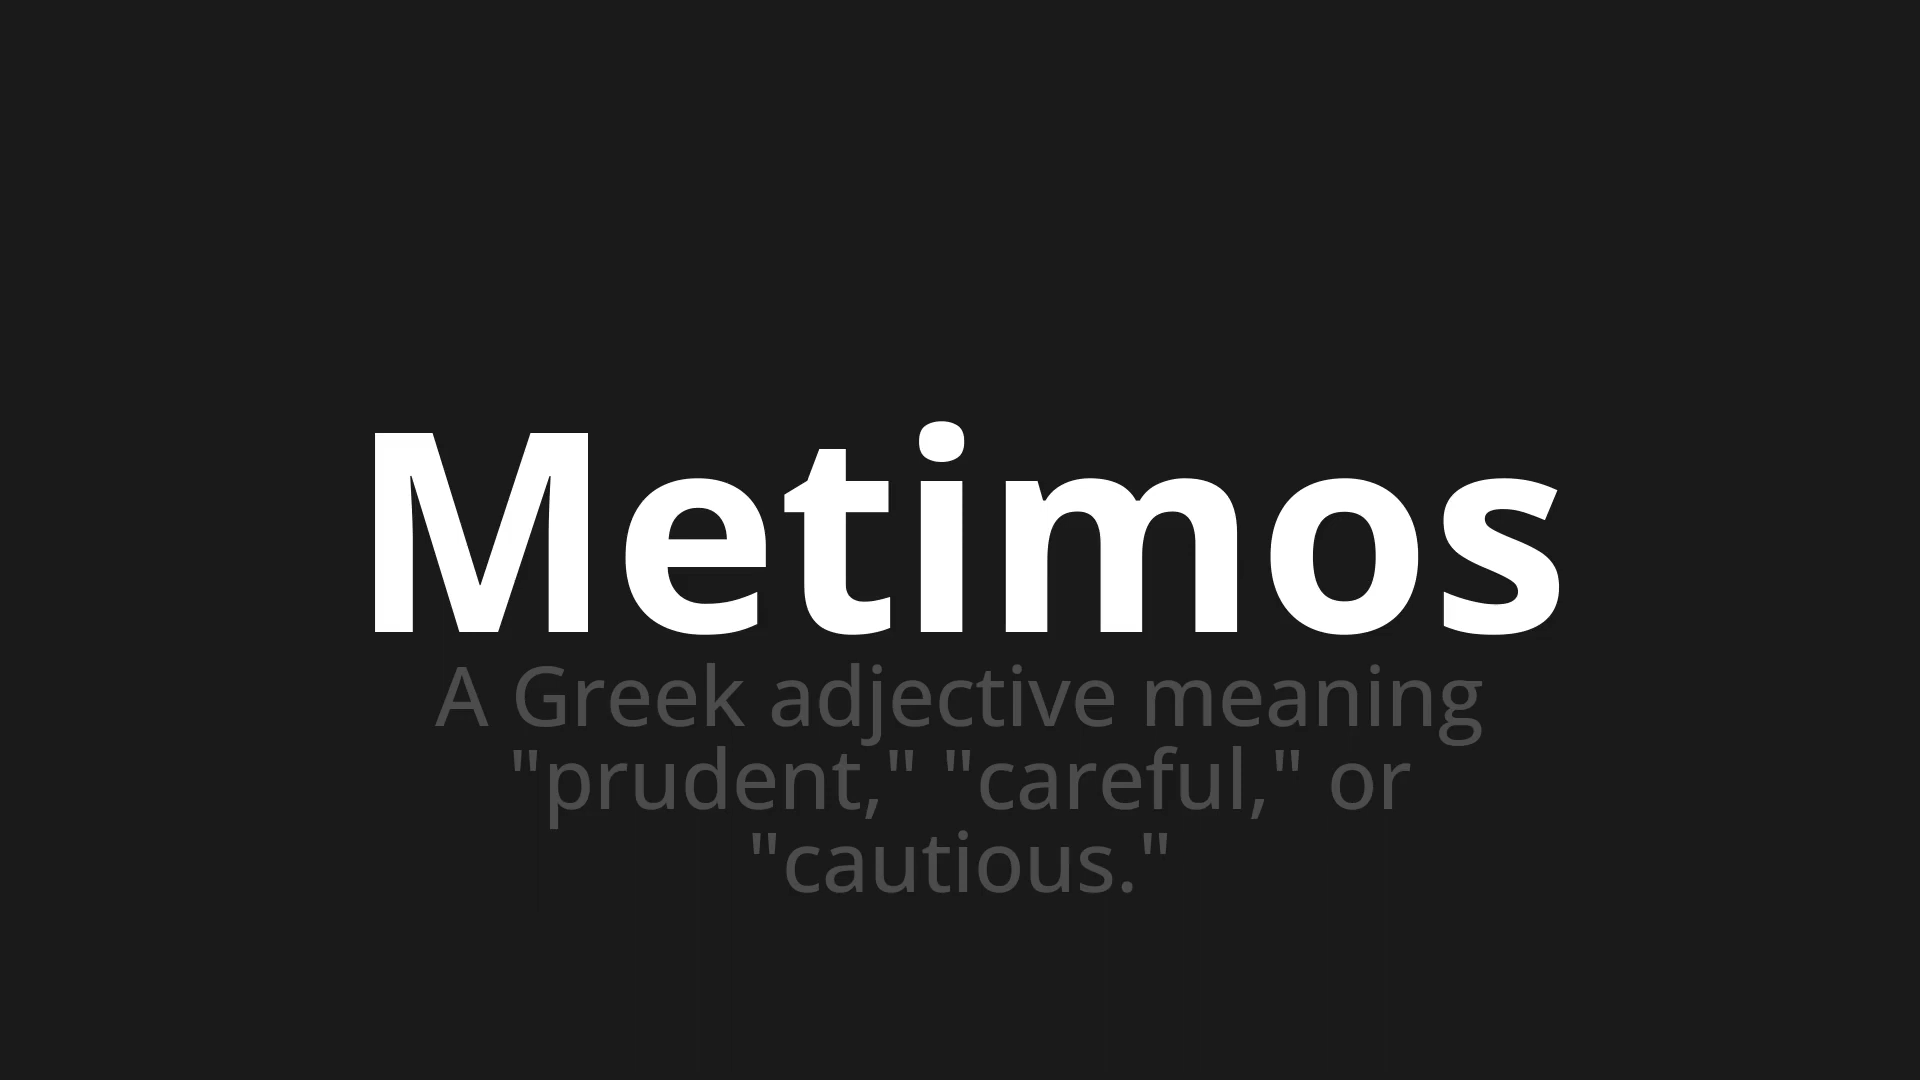 Metimos
A Greek adjective meaning
"prudent," "careful," or
"cautious."